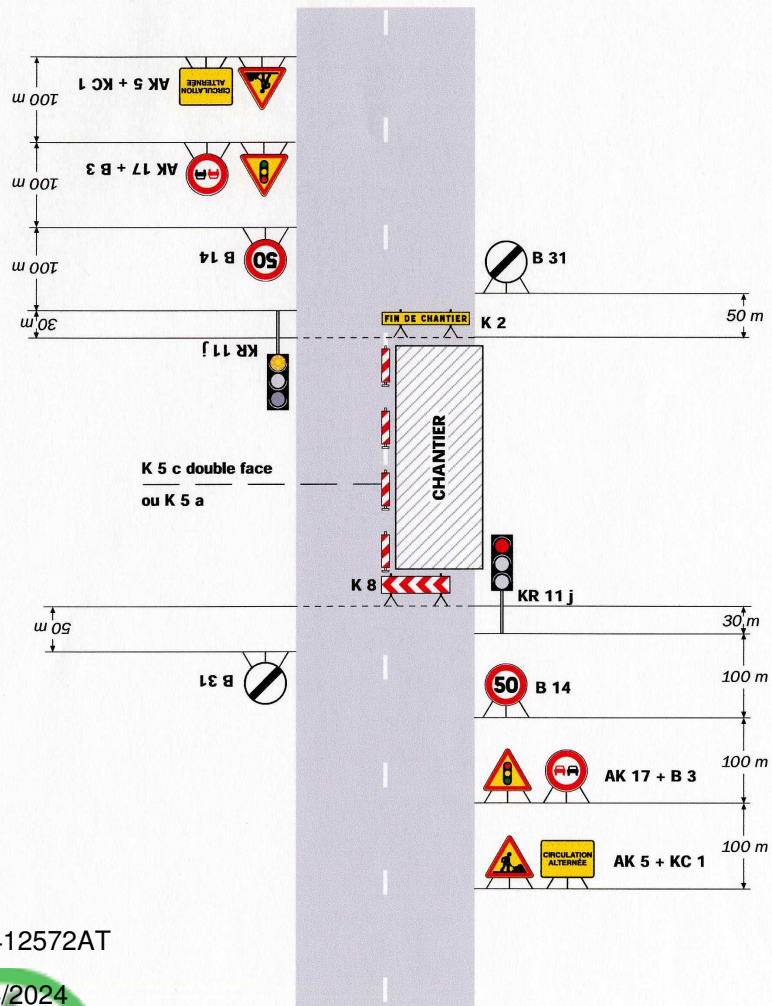 AK 5 + KC 1
CIRCULATION
ALTERNÉE
100 m
AK 17 + B 3
100 m
50
B 14
100 m
B 31
30 m
FIN DE CHANTIER
K 2
50 m
KR 11 j
CHANTIER
K 5 c double face
ou K 5 a
K 8
KR 11 j
50 m
30 m
B 31
50
B 14
100 m
AK 17 + B 3
100 m
CIRCULATION
ALTERNÉE
AK 5 + KC 1
100 m
412572AT
/2024